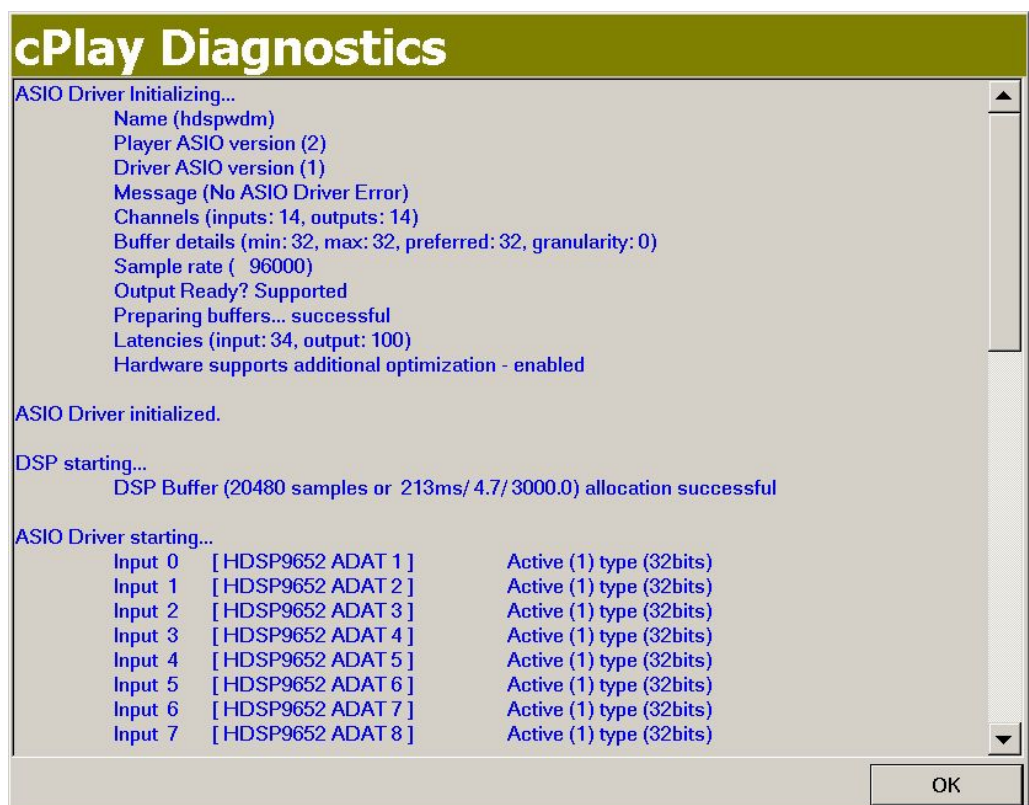 cPlay Diagnostics
ASIO Driver Initializing...
Name (hdspwdm)
Player ASIO version (2)
Driver ASIO version (1)
Message (No ASIO Driver Error)
Channels (inputs: 14, outputs: 14)
Buffer details (min: 32, max: 32, preferred: 32, granularity: 0)
Sample rate (   96000)
Output Ready? Supported
Preparing buffers... successful
Latencies (input: 34, output: 100)
Hardware supports additional optimization - enabled
ASIO Driver initialized.
DSP starting...
DSP Buffer (20480 samples or  213ms/ 4.7/ 3000.0) allocation successful
ASIO Driver starting...
Input  0 [ HDSP9652 ADAT 1 ] Active (1) type (32bits)
Input  1 [ HDSP9652 ADAT 2 ] Active (1) type (32bits)
Input  2 [ HDSP9652 ADAT 3 ] Active (1) type (32bits)
Input  3 [ HDSP9652 ADAT 4 ] Active (1) type (32bits)
Input  4 [ HDSP9652 ADAT 5 ] Active (1) type (32bits)
Input  5 [ HDSP9652 ADAT 6 ] Active (1) type (32bits)
Input  6 [ HDSP9652 ADAT 7 ] Active (1) type (32bits)
Input  7 [ HDSP9652 ADAT 8 ] Active (1) type (32bits)
OK